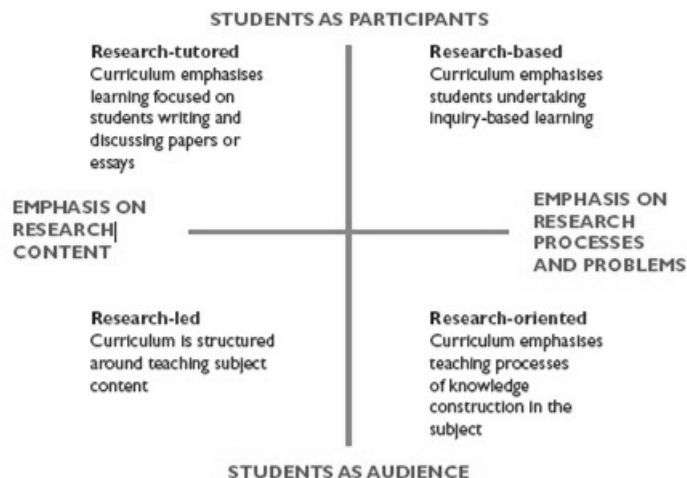 STUDENTS AS PARTICIPANTS
Research-tutored
Curriculum emphasises
learning focused on
students writing and
discussing papers or
essays
Research-based
Curriculum emphasises
students undertaking
inquiry-based learning
EMPHASIS ON
RESEARCH
CONTENT
EMPHASIS ON
RESEARCH
PROCESSES
AND PROBLEMS
Research-led
Curriculum is structured
around teaching subject
content
Research-oriented
Curriculum emphasises
teaching processes
of knowledge
construction in the
subject
STUDENTS AS AUDIENCE